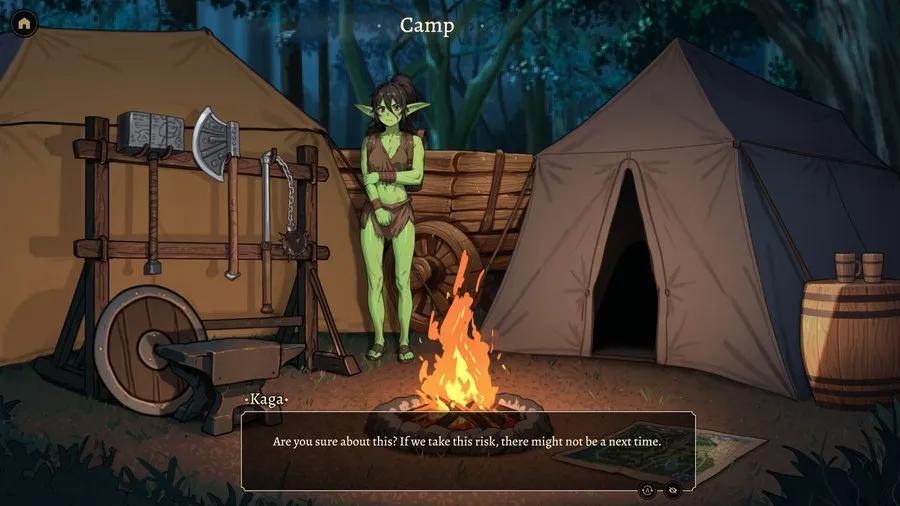 Camp
·Kaga·
Are you sure about this? If we take this risk, there might not be a next time.